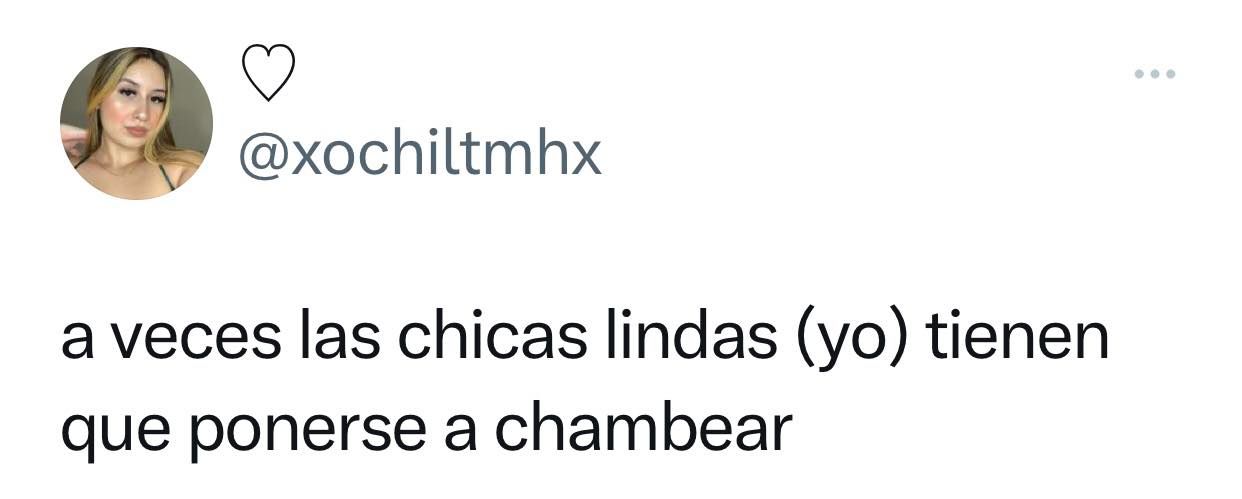 ♡
@xochiltmhx
a veces las chicas lindas (yo) tienen
que ponerse a chambear